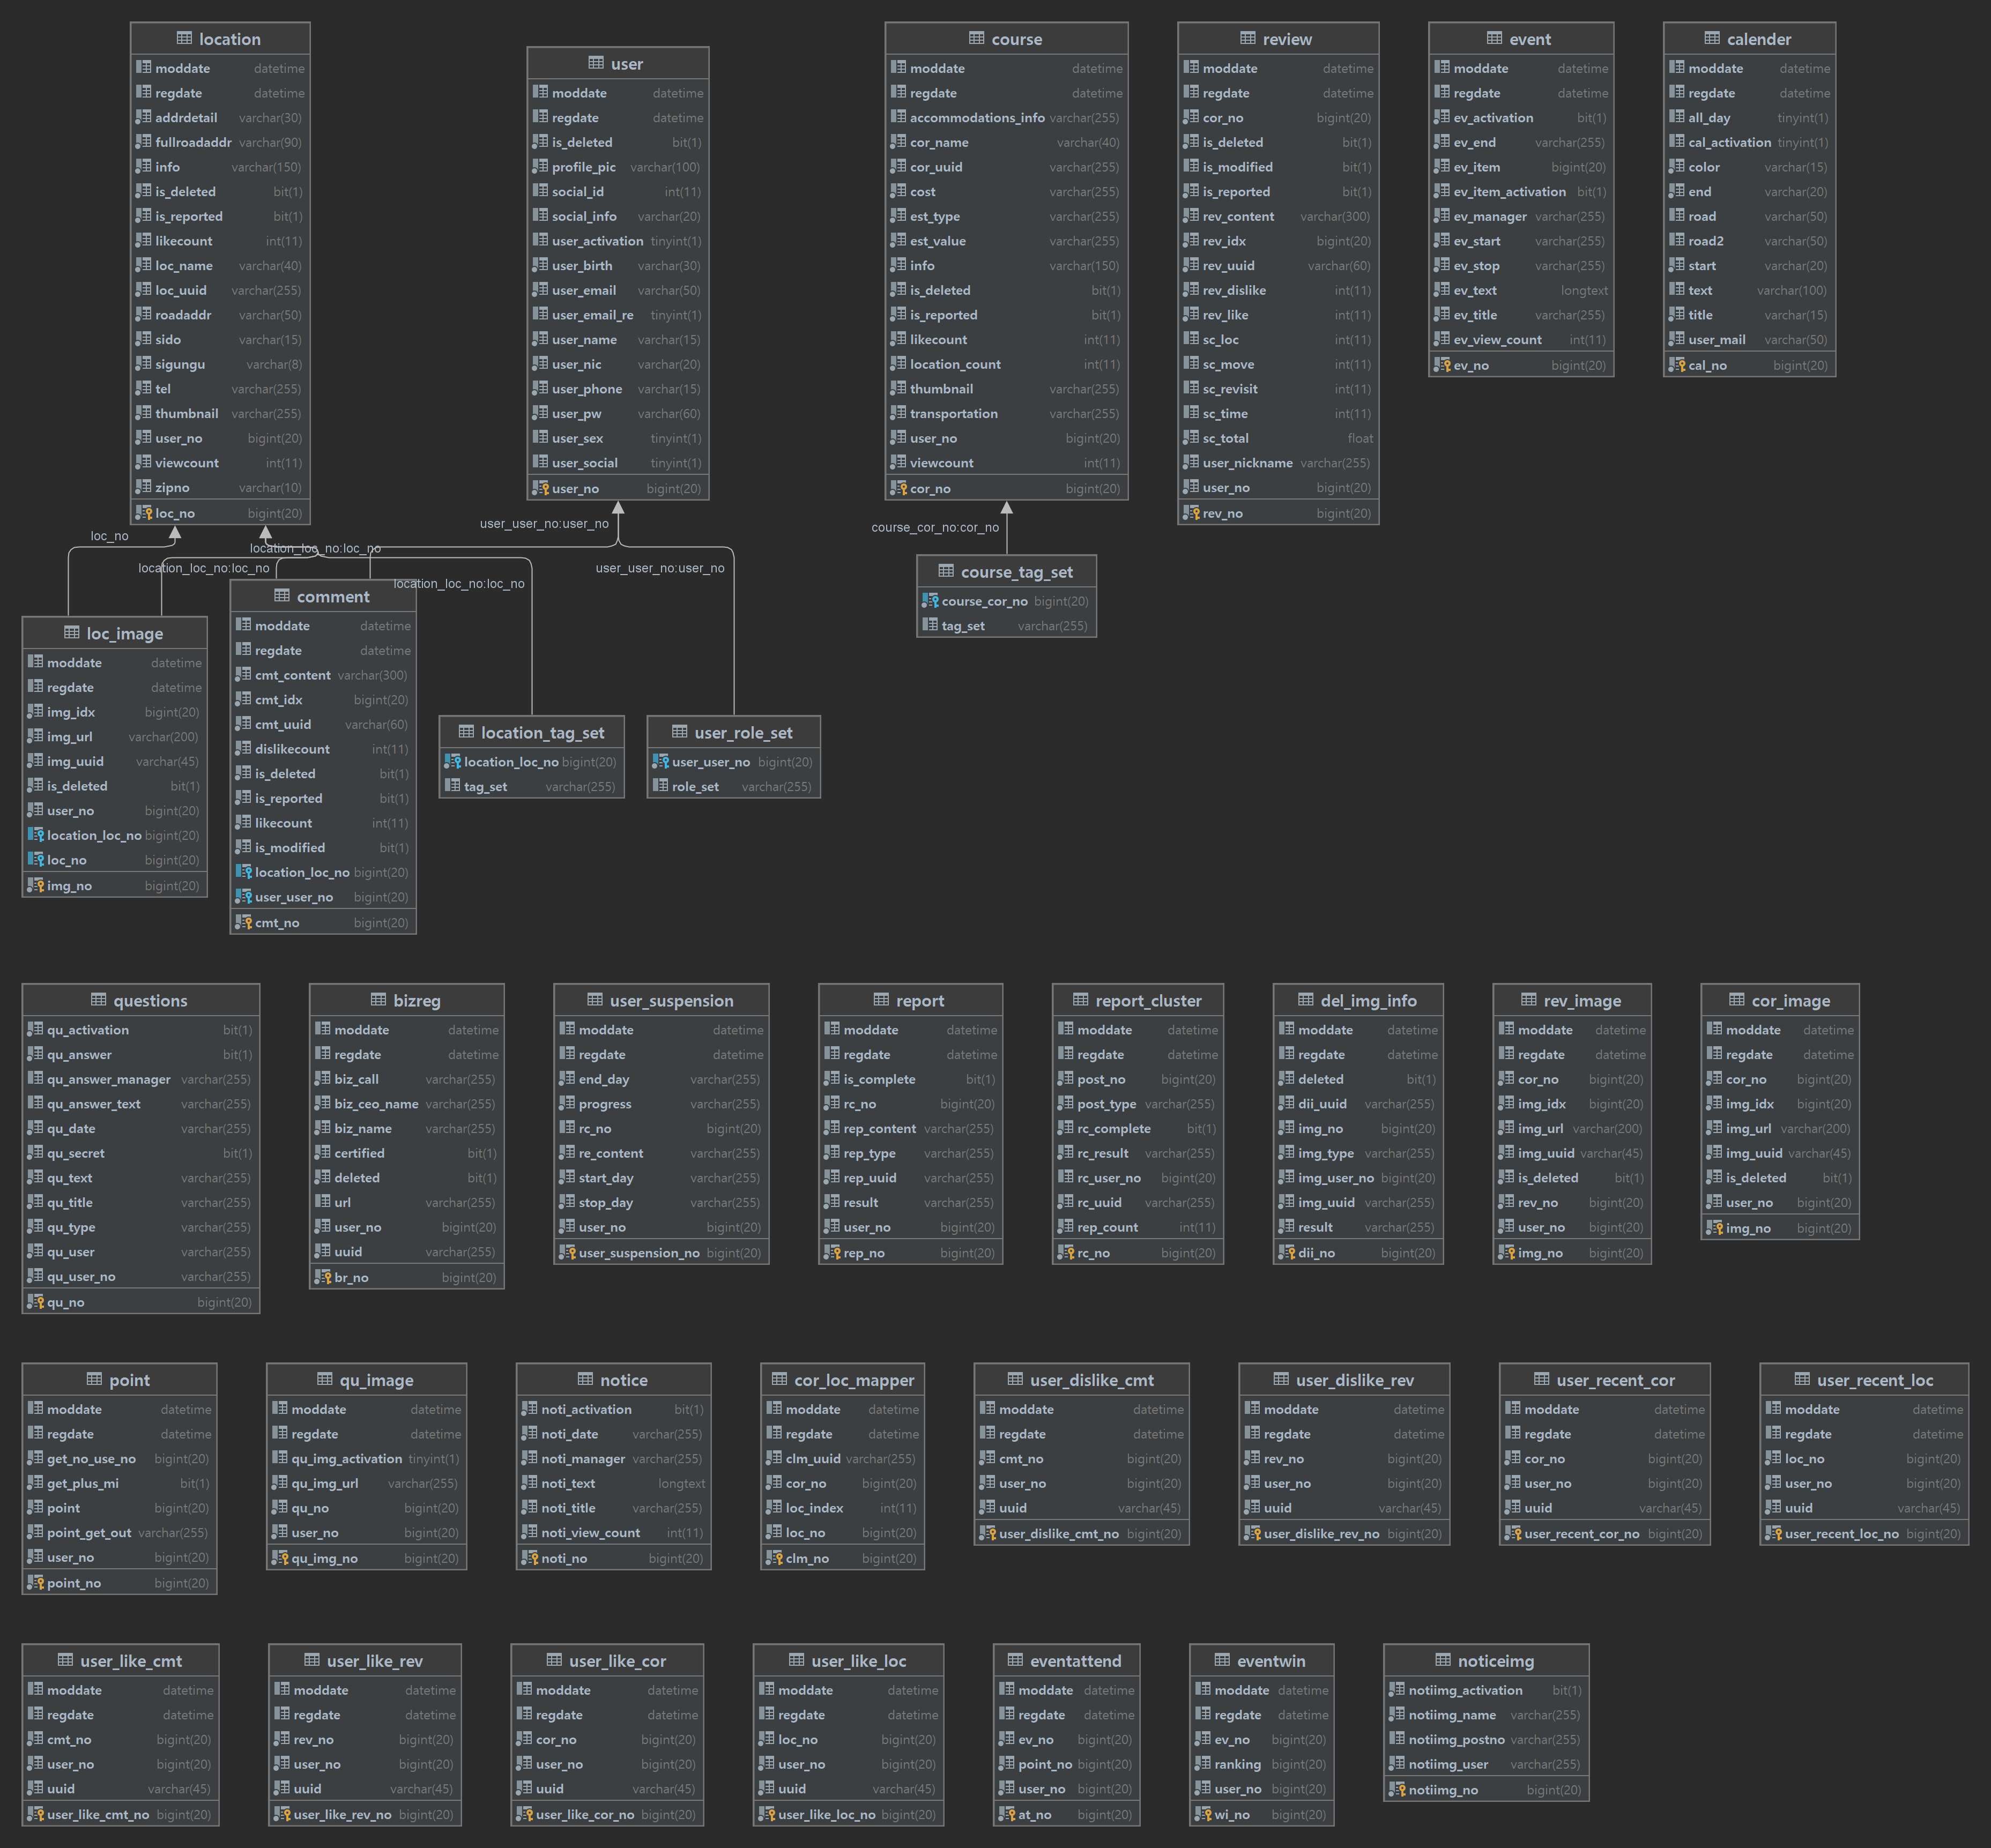 location
moddate datetime
regdate datetime
addrdetail varchar(30)
fullroadaddr varchar(90)
info varchar(150)
is_deleted bit(1)
is_reported bit(1)
likecount int(11)
loc_name varchar(40)
loc_uuid varchar(255)
roadaddr varchar(50)
sido varchar(15)
sigungu varchar(8)
tel varchar(255)
thumbnail varchar(255)
user_no bigint(20)
viewcount int(11)
zipno varchar(10)
loc_no bigint(20)
user
moddate datetime
regdate datetime
is_deleted bit(1)
profile_pic varchar(100)
social_id int(11)
social_info varchar(20)
user_activation tinyint(1)
user_birth varchar(30)
user_email varchar(50)
user_email_re tinyint(1)
user_name varchar(15)
user_nic varchar(20)
user_phone varchar(15)
user_pw varchar(60)
user_sex tinyint(1)
user_social tinyint(1)
user_no bigint(20)
course
moddate datetime
regdate datetime
accommodations_info varchar(255)
cor_name varchar(40)
cor_uuid varchar(255)
cost varchar(255)
est_type varchar(255)
est_value varchar(255)
info varchar(150)
is_deleted bit(1)
is_reported bit(1)
likecount int(11)
location_count int(11)
thumbnail varchar(255)
transportation varchar(255)
user_no bigint(20)
viewcount int(11)
cor_no bigint(20)
review
moddate datetime
regdate datetime
cor_no bigint(20)
is_deleted bit(1)
is_modified bit(1)
is_reported bit(1)
rev_content varchar(300)
rev_idx bigint(20)
rev_uuid varchar(60)
rev_dislike int(11)
rev_like int(11)
sc_loc int(11)
sc_move int(11)
sc_revisit int(11)
sc_time int(11)
sc_total float
user_nickname varchar(255)
user_no bigint(20)
rev_no bigint(20)
event
moddate datetime
regdate datetime
ev_activation bit(1)
ev_end varchar(255)
ev_item bigint(20)
ev_item_activation bit(1)
ev_manager varchar(255)
ev_start varchar(255)
ev_stop varchar(255)
ev_text longtext
ev_title varchar(255)
ev_view_count int(11)
ev_no bigint(20)
calender
moddate datetime
regdate datetime
all_day tinyint(1)
cal_activation tinyint(1)
color varchar(15)
end varchar(20)
road varchar(50)
road2 varchar(50)
start varchar(20)
text varchar(100)
title varchar(15)
user_mail varchar(50)
cal_no bigint(20)
loc_no
location_loc_no:loc_no
location_loc_no:loc_no
location_loc_no:loc_no
user_user_no:user_no
user_user_no:user_no
course_cor_no:cor_no
loc_image
moddate datetime
regdate datetime
img_idx bigint(20)
img_url varchar(200)
img_uuid varchar(45)
is_deleted bit(1)
user_no bigint(20)
location_loc_no bigint(20)
loc_no bigint(20)
img_no bigint(20)
comment
moddate datetime
regdate datetime
cmt_content varchar(300)
cmt_idx bigint(20)
cmt_uuid varchar(60)
dislikecount int(11)
is_deleted bit(1)
is_reported bit(1)
likecount int(11)
is_modified bit(1)
location_loc_no bigint(20)
user_user_no bigint(20)
cmt_no bigint(20)
location_tag_set
location_loc_no bigint(20)
tag_set varchar(255)
user_role_set
user_user_no bigint(20)
role_set varchar(255)
course_tag_set
course_cor_no bigint(20)
tag_set varchar(255)
questions
qu_activation bit(1)
qu_answer bit(1)
qu_answer_manager varchar(255)
qu_answer_text varchar(255)
qu_date varchar(255)
qu_secret bit(1)
qu_text varchar(255)
qu_title varchar(255)
qu_type varchar(255)
qu_user varchar(255)
qu_user_no varchar(255)
qu_no bigint(20)
bizreg
moddate datetime
regdate datetime
biz_call varchar(255)
biz_ceo_name varchar(255)
biz_name varchar(255)
certified bit(1)
deleted bit(1)
url varchar(255)
user_no bigint(20)
uuid varchar(255)
br_no bigint(20)
user_suspension
moddate datetime
regdate datetime
end_day varchar(255)
progress varchar(255)
rc_no bigint(20)
re_content varchar(255)
start_day varchar(255)
stop_day varchar(255)
user_no bigint(20)
user_suspension_no bigint(20)
report
moddate datetime
regdate datetime
is_complete bit(1)
rc_no bigint(20)
rep_content varchar(255)
rep_type varchar(255)
rep_uuid varchar(255)
result varchar(255)
user_no bigint(20)
rep_no bigint(20)
report_cluster
moddate datetime
regdate datetime
post_no bigint(20)
post_type varchar(255)
rc_complete bit(1)
rc_result varchar(255)
rc_user_no bigint(20)
rc_uuid varchar(255)
rep_count int(11)
rc_no bigint(20)
del_img_info
moddate datetime
regdate datetime
deleted bit(1)
dii_uuid varchar(255)
img_no bigint(20)
img_type varchar(255)
img_user_no bigint(20)
img_uuid varchar(255)
result varchar(255)
dii_no bigint(20)
rev_image
moddate datetime
regdate datetime
cor_no bigint(20)
img_idx bigint(20)
img_url varchar(200)
img_uuid varchar(45)
is_deleted bit(1)
rev_no bigint(20)
user_no bigint(20)
img_no bigint(20)
cor_image
moddate datetime
regdate datetime
cor_no bigint(20)
img_idx bigint(20)
img_url varchar(200)
img_uuid varchar(45)
is_deleted bit(1)
user_no bigint(20)
img_no bigint(20)
point
moddate datetime
regdate datetime
get_no_use_no bigint(20)
get_plus_mi bit(1)
point bigint(20)
point_get_out varchar(255)
user_no bigint(20)
point_no bigint(20)
qu_image
moddate datetime
regdate datetime
qu_img_activation tinyint(1)
qu_img_url varchar(255)
qu_no bigint(20)
user_no bigint(20)
qu_img_no bigint(20)
notice
noti_activation bit(1)
noti_date varchar(255)
noti_manager varchar(255)
noti_text longtext
noti_title varchar(255)
noti_view_count int(11)
noti_no bigint(20)
cor_loc_mapper
moddate datetime
regdate datetime
clm_uuid varchar(255)
cor_no bigint(20)
loc_index int(11)
loc_no bigint(20)
clm_no bigint(20)
user_dislike_cmt
moddate datetime
regdate datetime
cmt_no bigint(20)
user_no bigint(20)
uuid varchar(45)
user_dislike_cmt_no bigint(20)
user_dislike_rev
moddate datetime
regdate datetime
rev_no bigint(20)
user_no bigint(20)
uuid varchar(45)
user_dislike_rev_no bigint(20)
user_recent_cor
moddate datetime
regdate datetime
cor_no bigint(20)
user_no bigint(20)
uuid varchar(45)
user_recent_cor_no bigint(20)
user_recent_loc
moddate datetime
regdate datetime
loc_no bigint(20)
user_no bigint(20)
uuid varchar(45)
user_recent_loc_no bigint(20)
user_like_cmt
moddate datetime
regdate datetime
cmt_no bigint(20)
user_no bigint(20)
uuid varchar(45)
user_like_cmt_no bigint(20)
user_like_rev
moddate datetime
regdate datetime
rev_no bigint(20)
user_no bigint(20)
uuid varchar(45)
user_like_rev_no bigint(20)
user_like_cor
moddate datetime
regdate datetime
cor_no bigint(20)
user_no bigint(20)
uuid varchar(45)
user_like_cor_no bigint(20)
user_like_loc
moddate datetime
regdate datetime
loc_no bigint(20)
user_no bigint(20)
uuid varchar(45)
user_like_loc_no bigint(20)
eventattend
moddate datetime
regdate datetime
ev_no bigint(20)
point_no bigint(20)
user_no bigint(20)
at_no bigint(20)
eventwin
moddate datetime
regdate datetime
ev_no bigint(20)
ranking bigint(20)
user_no bigint(20)
wi_no bigint(20)
noticeimg
notiimg_activation bit(1)
notiimg_name varchar(255)
notiimg_postno varchar(255)
notiimg_user varchar(255)
notiimg_no bigint(20)